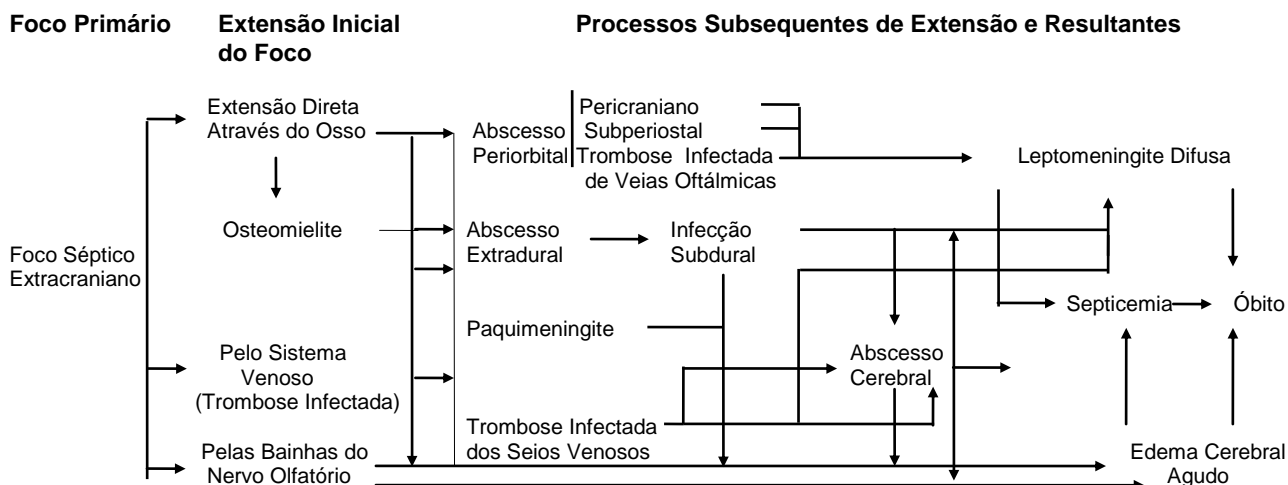 Foco Primário
Extensão Inicial
do Foco
Processos Subsequentes de Extensão e Resultantes
Extensão Direta
Através do Osso
Abscesso
Periorbital
Pericraniano
Subperiostal
Trombose Infectada
de Veias Oftálmicas
Leptomeningite Difusa
Osteomielite
Abscesso
Extradural
Infecção
Subdural
Foco Séptico
Extracraniano
Septicemia
Óbito
Paquimeningite
Pelo Sistema
Venoso
(Trombose Infectada)
Abscesso
Cerebral
Trombose Infectada
dos Seios Venosos
Pelas Bainhas do
Nervo Olfatório
Edema Cerebral
Agudo